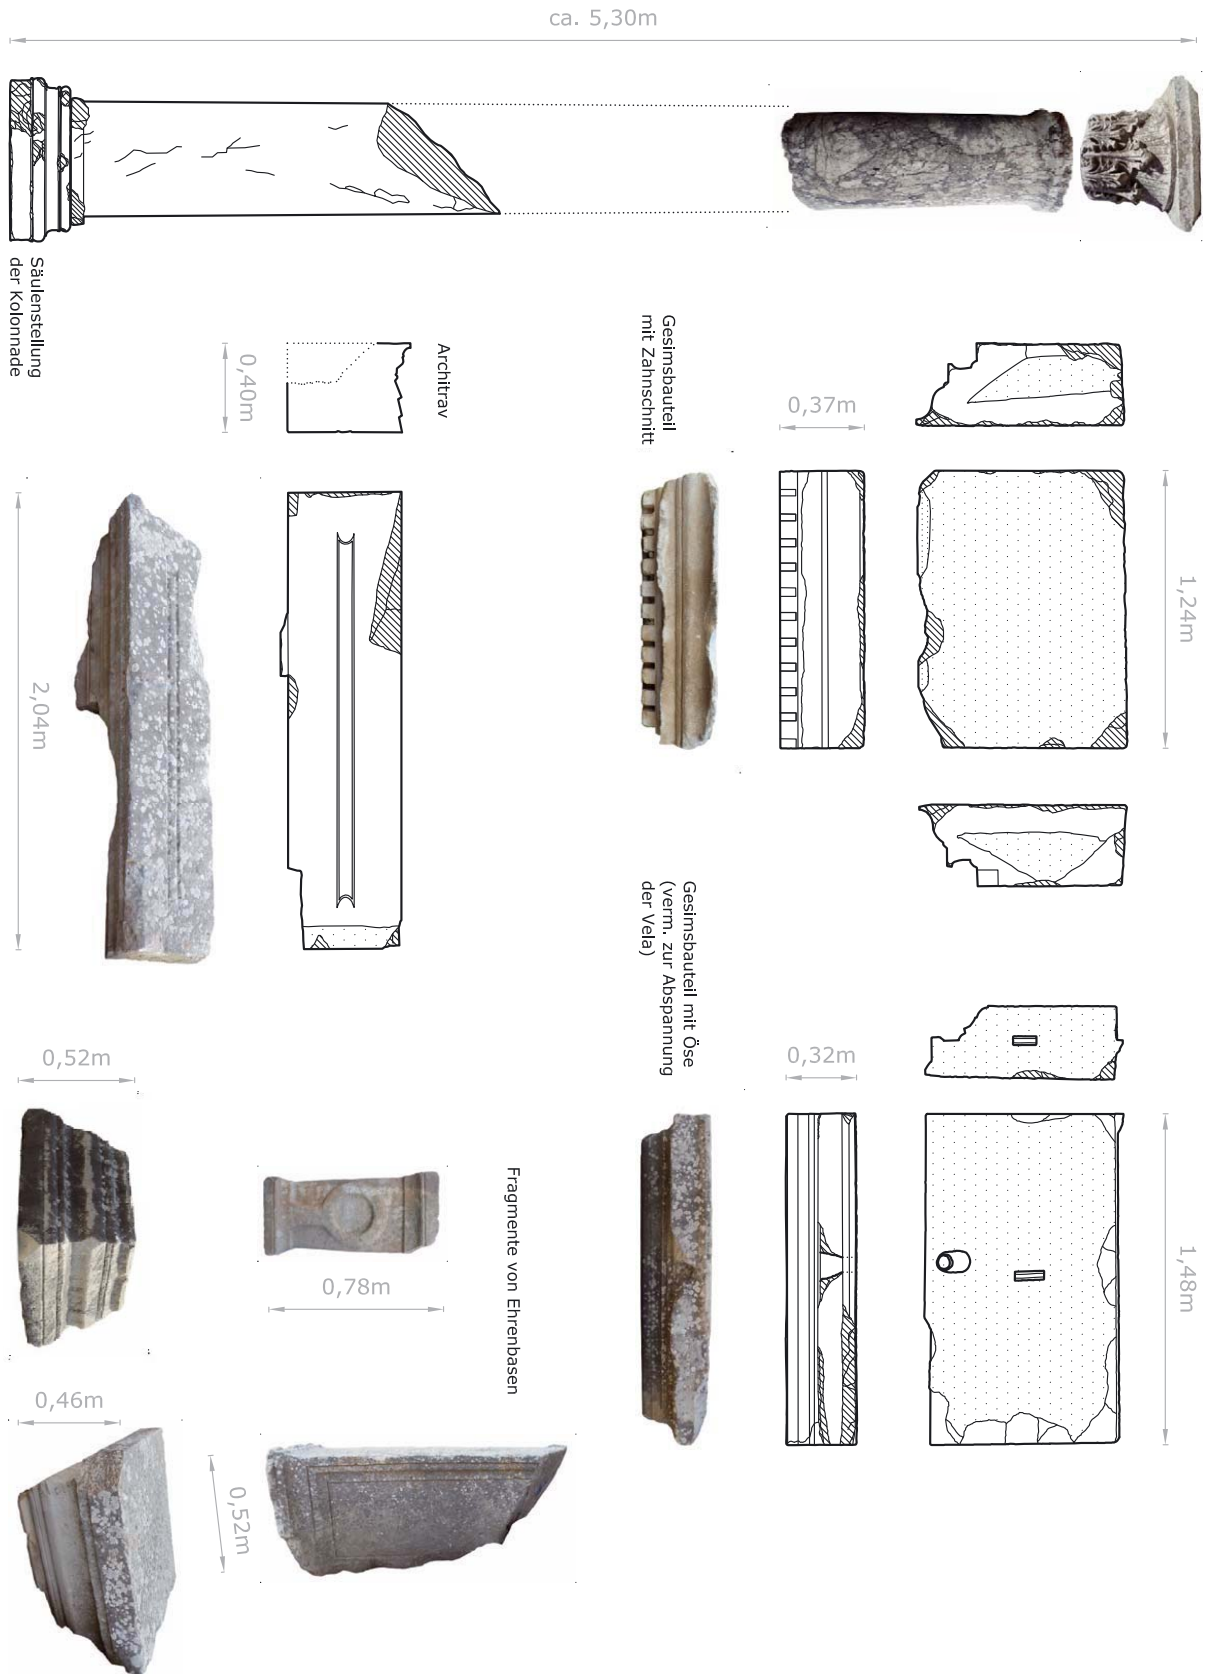 ca. 5,30m
Säulenstellung
der Kolonnade
Architrav
0,40m
2,04m
Gesimsbauteil
mit Zahnschnitt
0,37m
1,24m
Gesimsbauteil mit Öse
(verm. zur Abspannung
der Vela)
0,32m
1,48m
Fragmente von Ehrenbasen
0,52m
0,78m
0,46m
0,52m